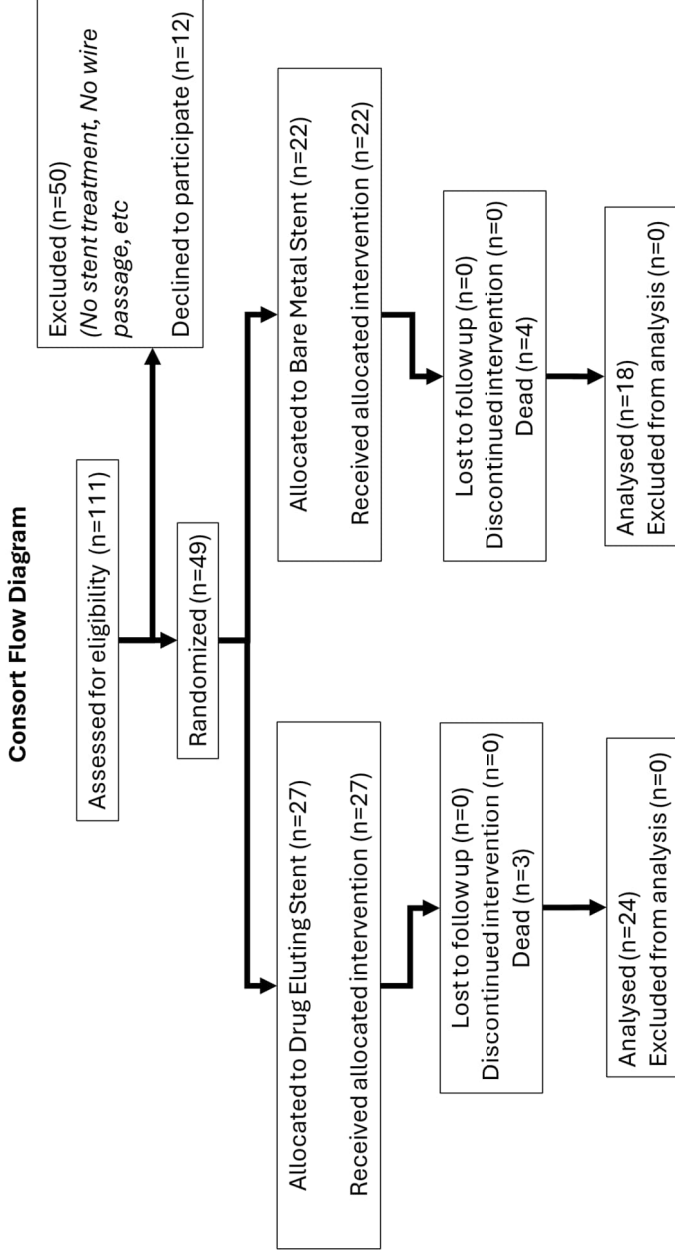 Consort Flow Diagram
Assessed for eligibility (n=111)
Excluded (n=50)
(No stent treatment, No wire
passage, etc
Declined to participate (n=12)
Randomized (n=49)
Allocated to Drug Eluting Stent (n=27)
Received allocated intervention (n=27)
Allocated to Bare Metal Stent (n=22)
Received allocated intervention (n=22)
Lost to follow up (n=0)
Discontinued intervention (n=0)
Dead (n=3)
Lost to follow up (n=0)
Discontinued intervention (n=0)
Dead (n=4)
Analysed (n=24)
Excluded from analysis (n=0)
Analysed (n=18)
Excluded from analysis (n=0)